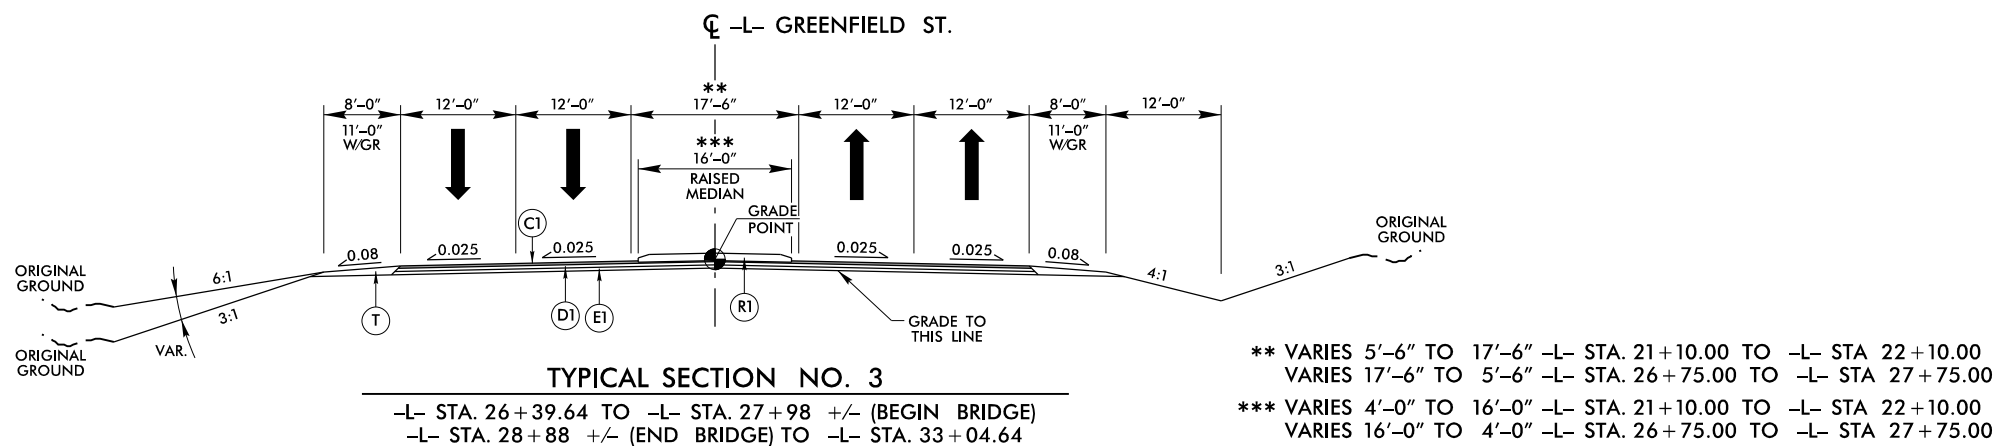 ℄ -L- GREENFIELD ST.
**
8'-0" 12'-0" 12'-0" 17'-6" 12'-0" 12'-0" 8'-0" 12'-0"
11'-0"
W/GR
11'-0"
W/GR
***
16'-0"
RAISED
MEDIAN
GRADE
POINT
C1
ORIGINAL
GROUND
0.08 0.025 0.025 0.025 0.025 0.08
ORIGINAL
GROUND
6:1
3:1
4:1
3:1
VAR.
T
D1
E1
R1
GRADE TO
THIS LINE
ORIGINAL
GROUND
TYPICAL SECTION NO. 3
-L- STA. 26+39.64 TO -L- STA. 27+98 +/- (BEGIN BRIDGE)
-L- STA. 28+88 +/- (END BRIDGE) TO -L- STA. 33+04.64
** VARIES 5'-6" TO 17'-6" -L- STA. 21+10.00 TO -L- STA 22+10.00
VARIES 17'-6" TO 5'-6" -L- STA. 26+75.00 TO -L- STA 27+75.00
*** VARIES 4'-0" TO 16'-0" -L- STA. 21+10.00 TO -L- STA 22+10.00
VARIES 16'-0" TO 4'-0" -L- STA. 26+75.00 TO -L- STA 27+75.00